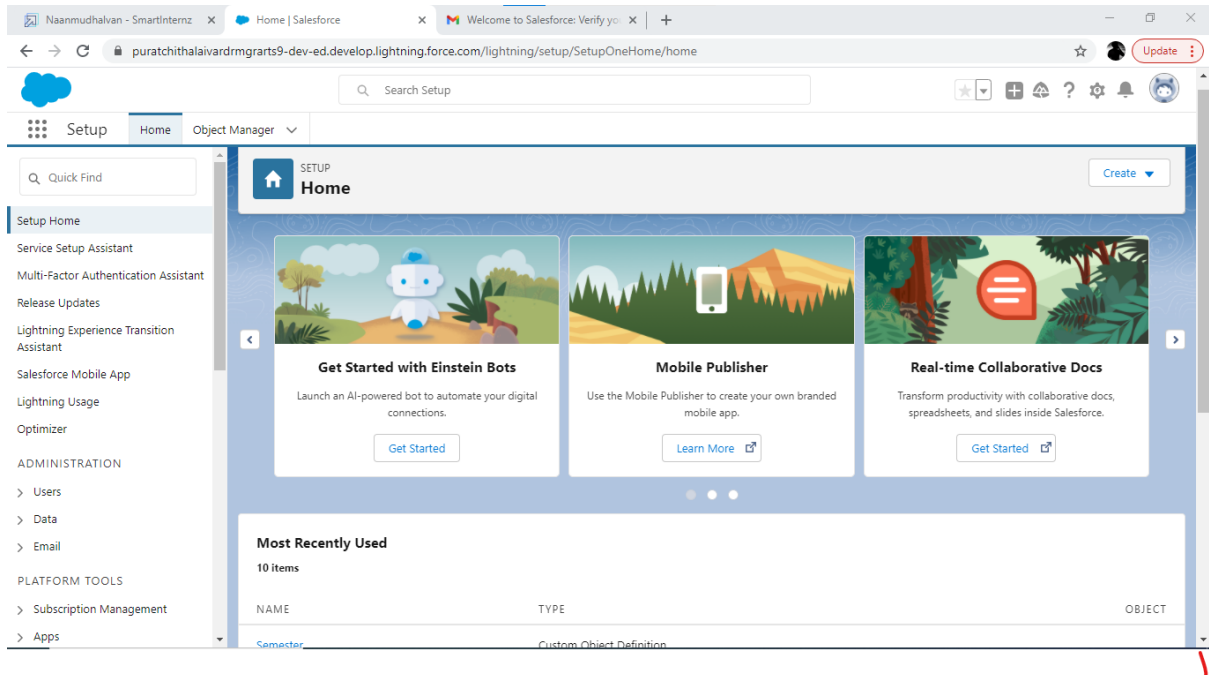 Naanmudhalvan - SmartInternz
Home | Salesforce
Welcome to Salesforce: Verify yo
puratchithalaivardrmgrarts9-dev-ed.develop.lightning.force.com/lightning/setup/SetupOneHome/home
Update
Search Setup
Setup
Home
Object Manager
Quick Find
Setup Home
Service Setup Assistant
Multi-Factor Authentication Assistant
Release Updates
Lightning Experience Transition
Assistant
Salesforce Mobile App
Lightning Usage
Optimizer
ADMINISTRATION
Users
Data
Email
PLATFORM TOOLS
Subscription Management
Apps
SETUP
Home
Create
Get Started with Einstein Bots
Launch an AI-powered bot to automate your digital
connections.
Get Started
Mobile Publisher
Use the Mobile Publisher to create your own branded
mobile app.
Learn More
Real-time Collaborative Docs
Transform productivity with collaborative docs,
spreadsheets, and slides inside Salesforce.
Get Started
Most Recently Used
10 items
NAME TYPE OBJECT
Semester Custom Object Definition